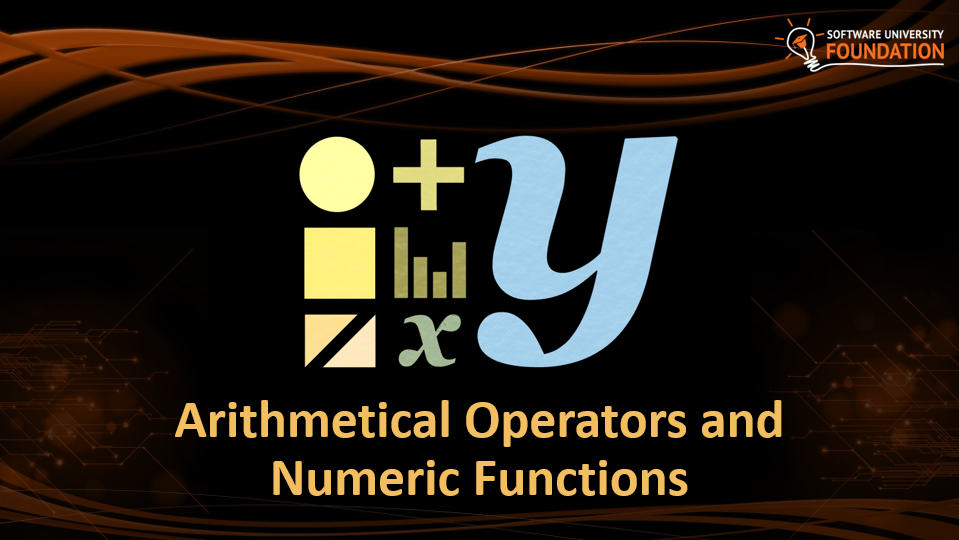 SOFTWARE UNIVERSITY
FOUNDATION
+ y
x
Arithmetical Operators and
Numeric Functions